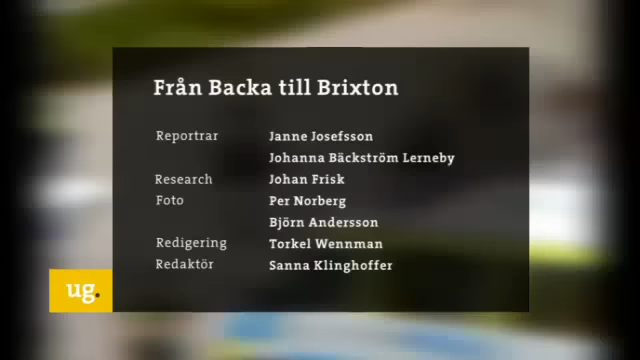 Från Backa till Brixton
Reportrar Janne Josefsson
Johanna Bäckström Lerneby
Research Johan Frisk
Foto Per Norberg
Björn Andersson
Redigering Torkel Wennman
Redaktör Sanna Klinghoffer
ug.